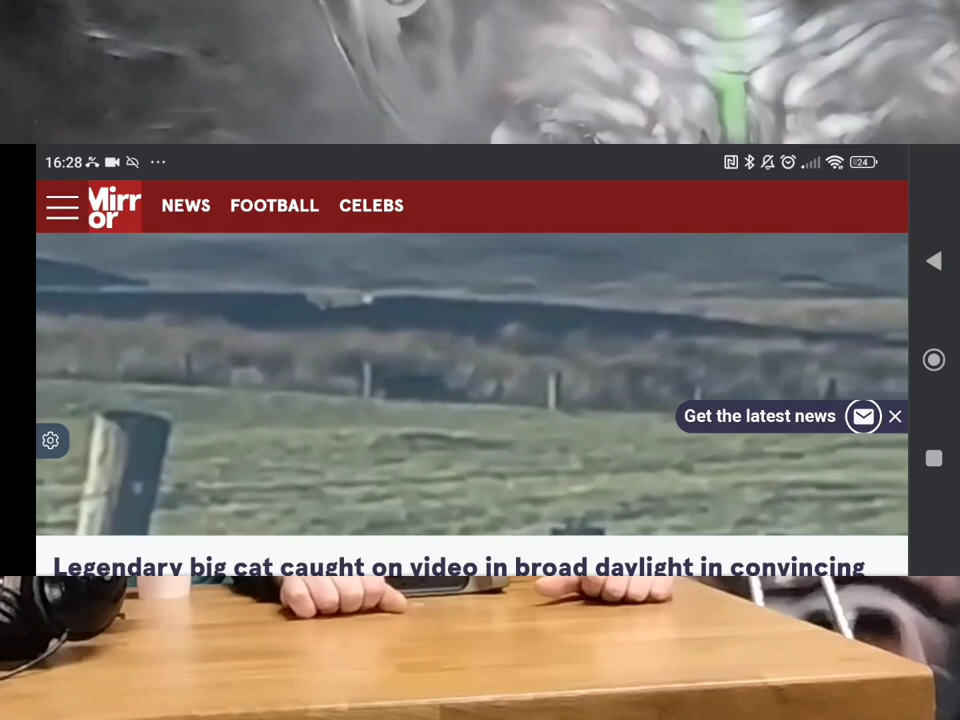 16:28
24
Mirr
or
NEWS FOOTBALL CELEBS
Get the latest news
Legendary big cat caught on video in broad daylight in convincing